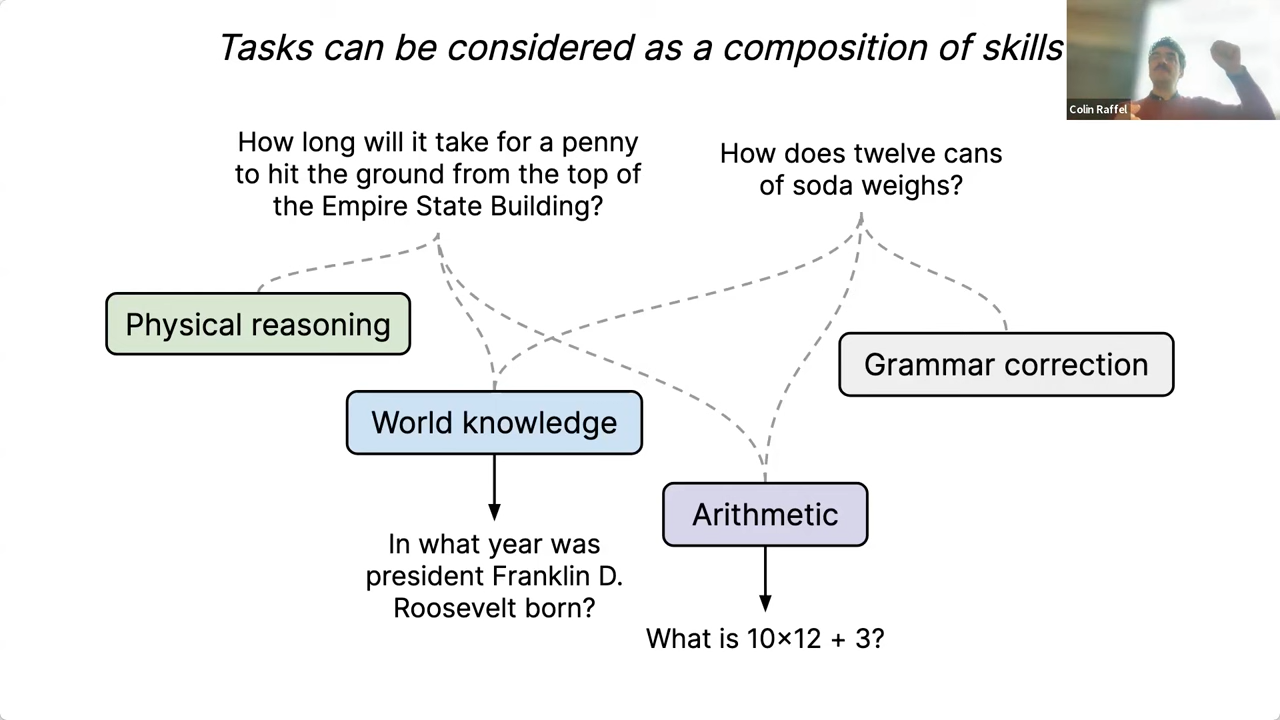 Tasks can be considered as a composition of skills
Colin Raffel
How long will it take for a penny
to hit the ground from the top of
the Empire State Building?
How does twelve cans
of soda weighs?
Physical reasoning
Grammar correction
World knowledge
Arithmetic
In what year was
president Franklin D.
Roosevelt born?
What is 10×12 + 3?